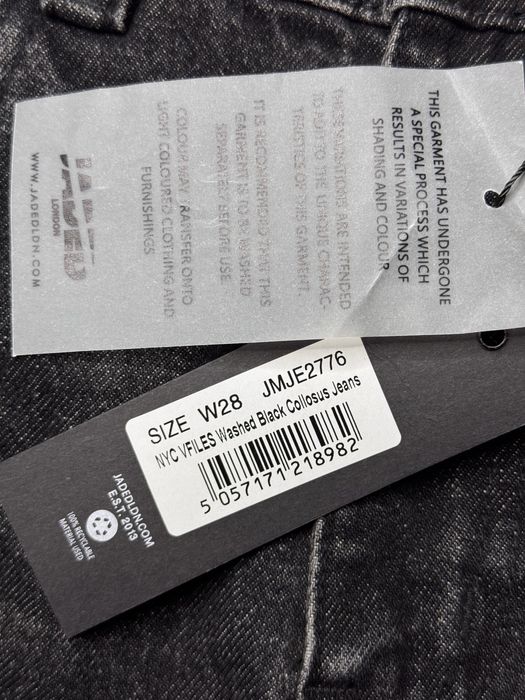 THIS GARMENT HAS UNDERGONE
A SPECIAL PROCESS WHICH
RESULTS IN VARIATIONS OF
SHADING AND COLOUR
THESE VARIATIONS ARE INTENDED
TO ADD TO THE UNIQUE CHARAC-
TERISTICS OF THIS GARMENT.
IT IS RECOMMENDED THAT THIS
GARMENT IS TO BE WASHED
SEPARATELY BEFORE USE.
COLOUR MAY TRANSFER ONTO
LIGHT COLOURED CLOTHING AND
FURNISHINGS
JADED
LONDON
WWW.JADEDLDN.COM
SIZE W28 JMJE2776
NYC VFILES Washed Black Collosus Jeans
5 057171 218982
JADEDLDN.COM
E.S.T. 2013
100% RECYCLABLE
MATERIAL USED